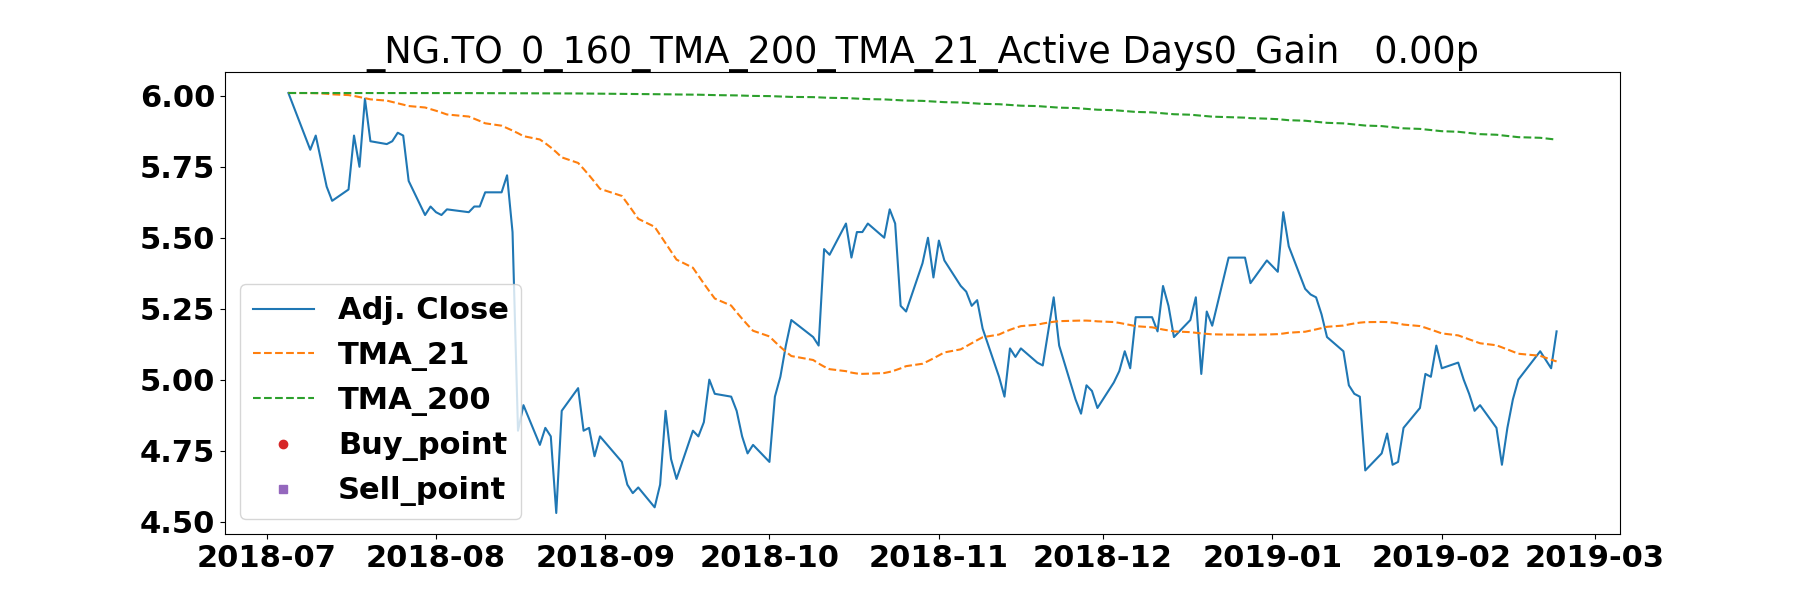 _NG.TO_0_160_TMA_200_TMA_21_Active Days0_Gain   0.00p
6.00
5.75
5.50
5.25
5.00
4.75
4.50
Adj. Close
TMA_21
TMA_200
Buy_point
Sell_point
2018-07 2018-08 2018-09 2018-10 2018-11 2018-12 2019-01 2019-02 2019-03